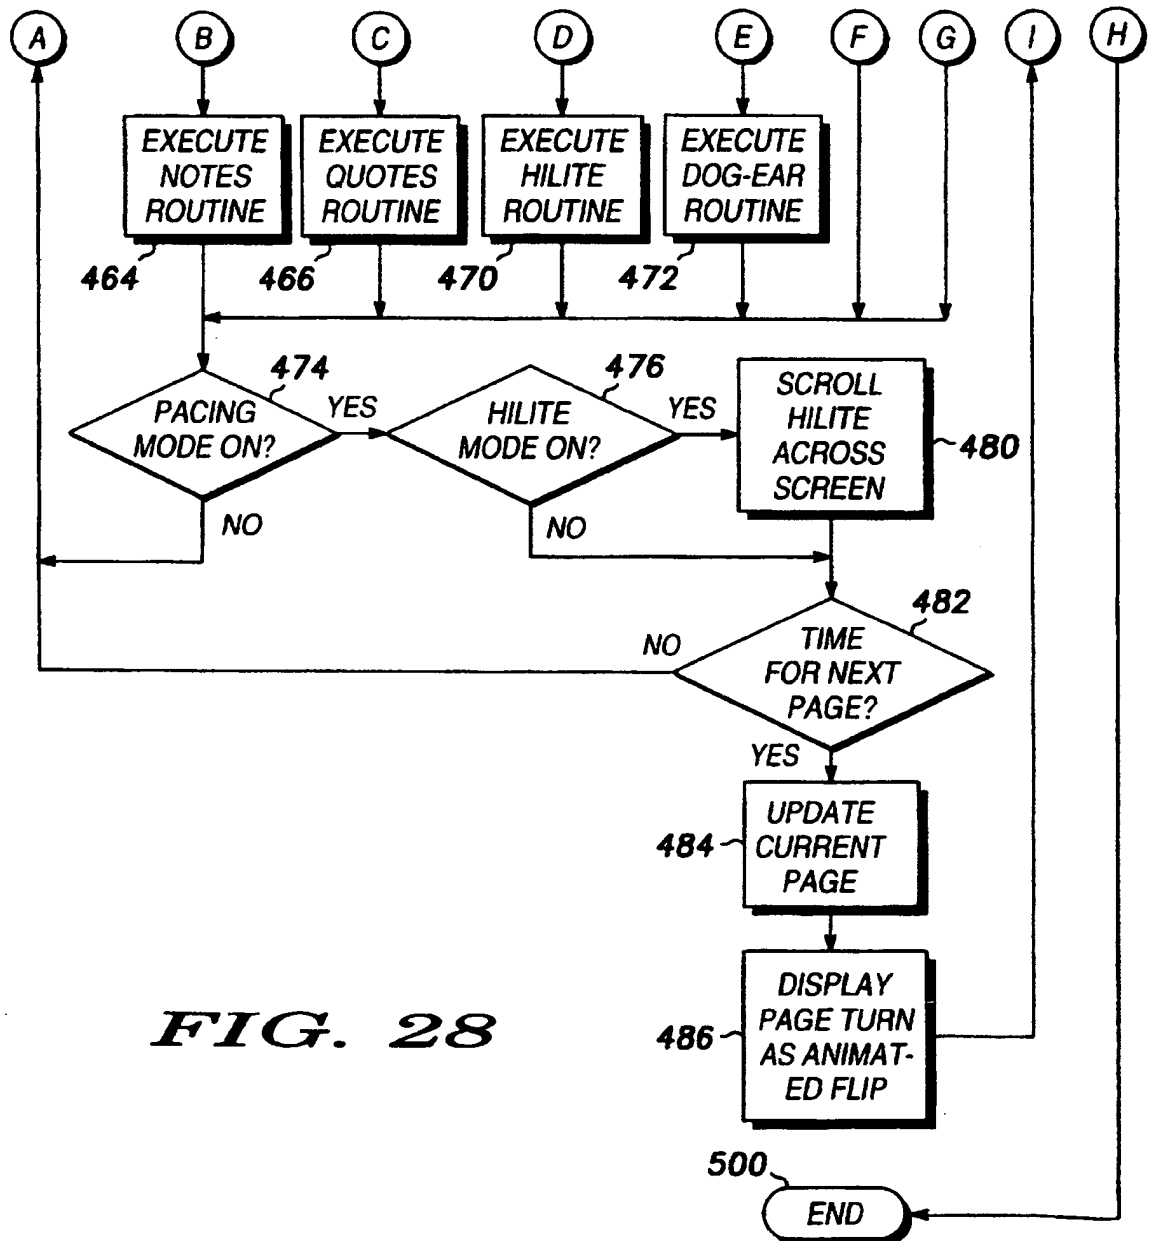 A B C D E F G I H
EXECUTE
NOTES
ROUTINE
464
EXECUTE
QUOTES
ROUTINE
466
EXECUTE
HILITE
ROUTINE
470
EXECUTE
DOG-EAR
ROUTINE
472
PACING
MODE ON?
474
YES
NO
HILITE
MODE ON?
476
YES
NO
SCROLL
HILITE
ACROSS
SCREEN
480
TIME
FOR NEXT
PAGE?
482
NO
YES
UPDATE
CURRENT
PAGE
484
DISPLAY
PAGE TURN
AS ANIMAT-
ED FLIP
486
FIG. 28
500
END